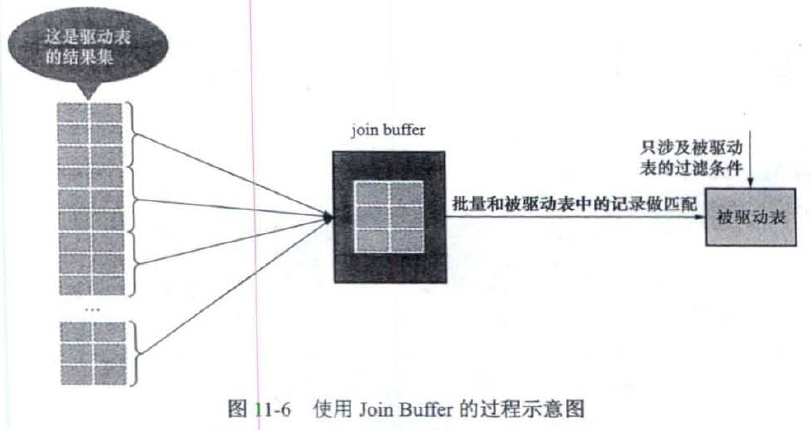 这是驱动表
的结果集
join buffer
只涉及被驱动
表的过滤条件
批量和被驱动表中的记录做匹配
被驱动表
...
图 11-6 使用 Join Buffer 的过程示意图